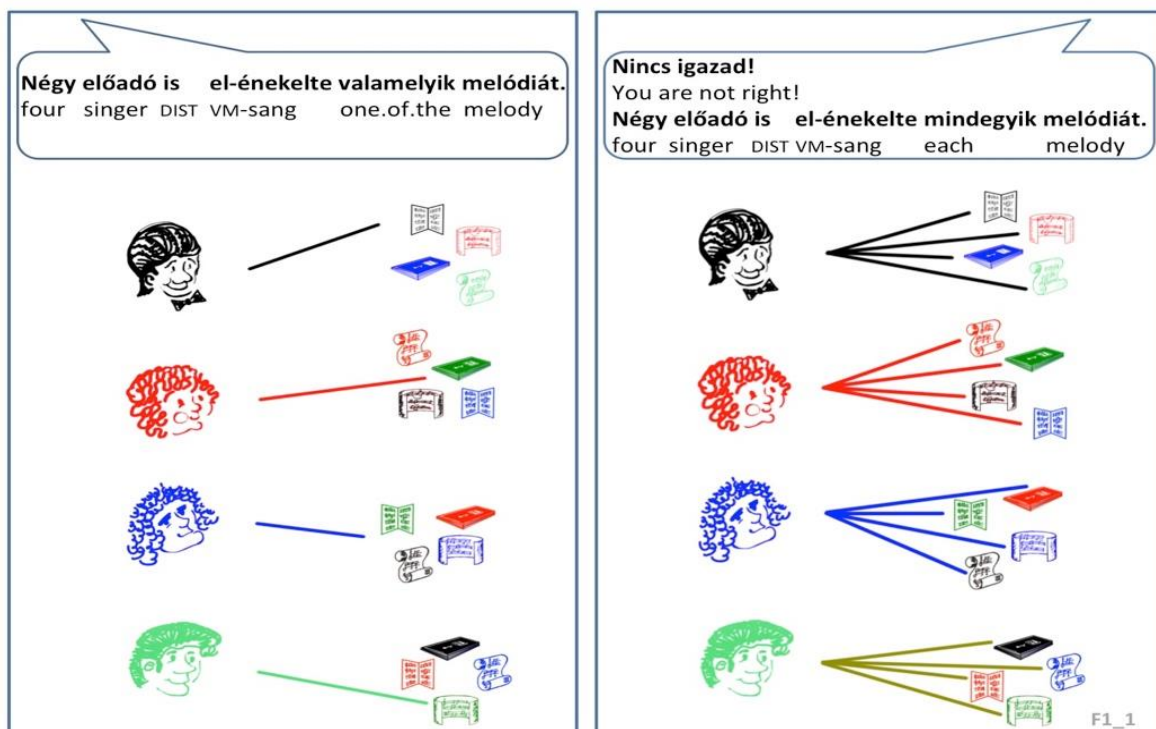 Négy előadó is el-énekelte valamelyik melódiát.
four singer DIST VM-sang one.of.the melody
Nincs igazad!
You are not right!
Négy előadó is el-énekelte mindegyik melódiát.
four singer DIST VM-sang each melody
F1_1